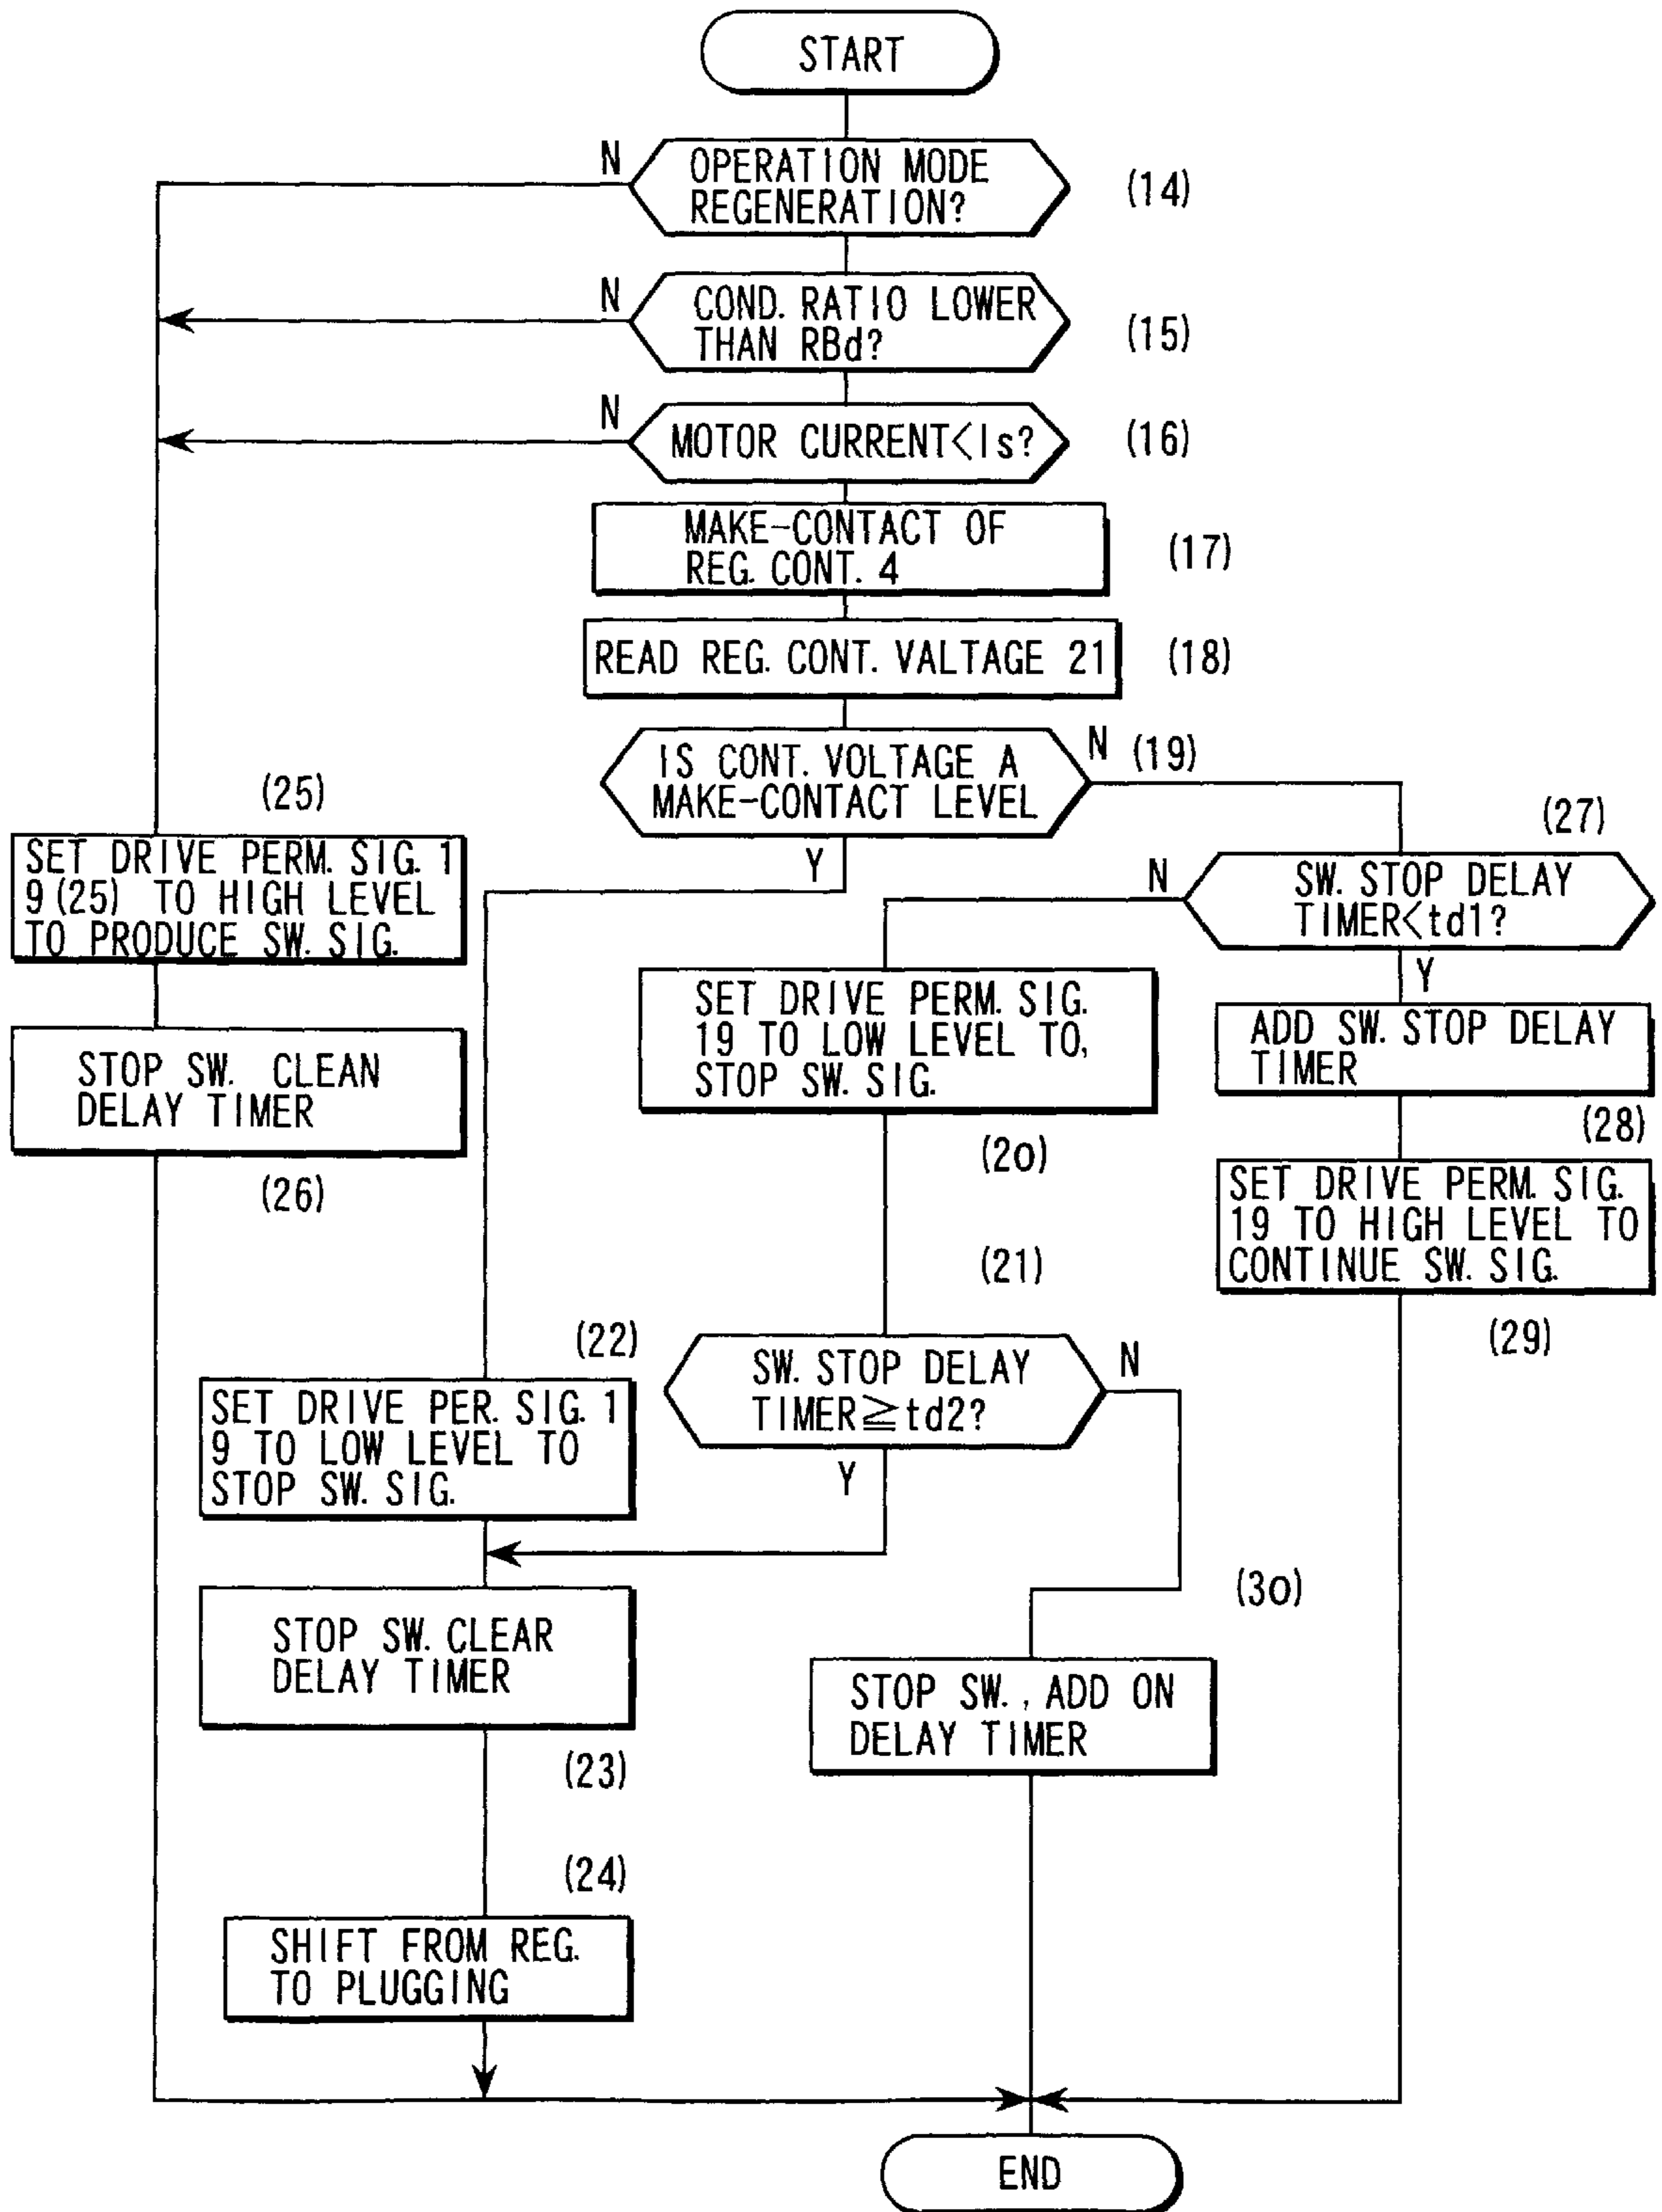 START
N
OPERATION MODE
REGENERATION?
(14)
N
COND. RATIO LOWER
THAN RBd?
(15)
N
MOTOR CURRENT<Is?
(16)
MAKE-CONTACT OF
REG. CONT. 4
(17)
READ REG. CONT. VALTAGE 21
(18)
IS CONT. VOLTAGE A
MAKE-CONTACT LEVEL
N
(19)
Y
(25)
SET DRIVE PERM. SIG. 1
9(25) TO HIGH LEVEL
TO PRODUCE SW. SIG.
(27)
N
SW. STOP DELAY
TIMER<td1?
Y
SET DRIVE PERM. SIG.
19 TO LOW LEVEL TO,
STOP SW. SIG.
(2o)
ADD SW. STOP DELAY
TIMER
(28)
STOP SW. CLEAN
DELAY TIMER
(26)
SET DRIVE PERM. SIG.
19 TO HIGH LEVEL TO
CONTINUE SW. SIG.
(29)
(21)
SW. STOP DELAY
TIMER≧td2?
N
Y
(22)
SET DRIVE PER. SIG. 1
9 TO LOW LEVEL TO
STOP SW. SIG.
STOP SW. CLEAR
DELAY TIMER
(23)
(3o)
STOP SW., ADD ON
DELAY TIMER
(24)
SHIFT FROM REG.
TO PLUGGING
END